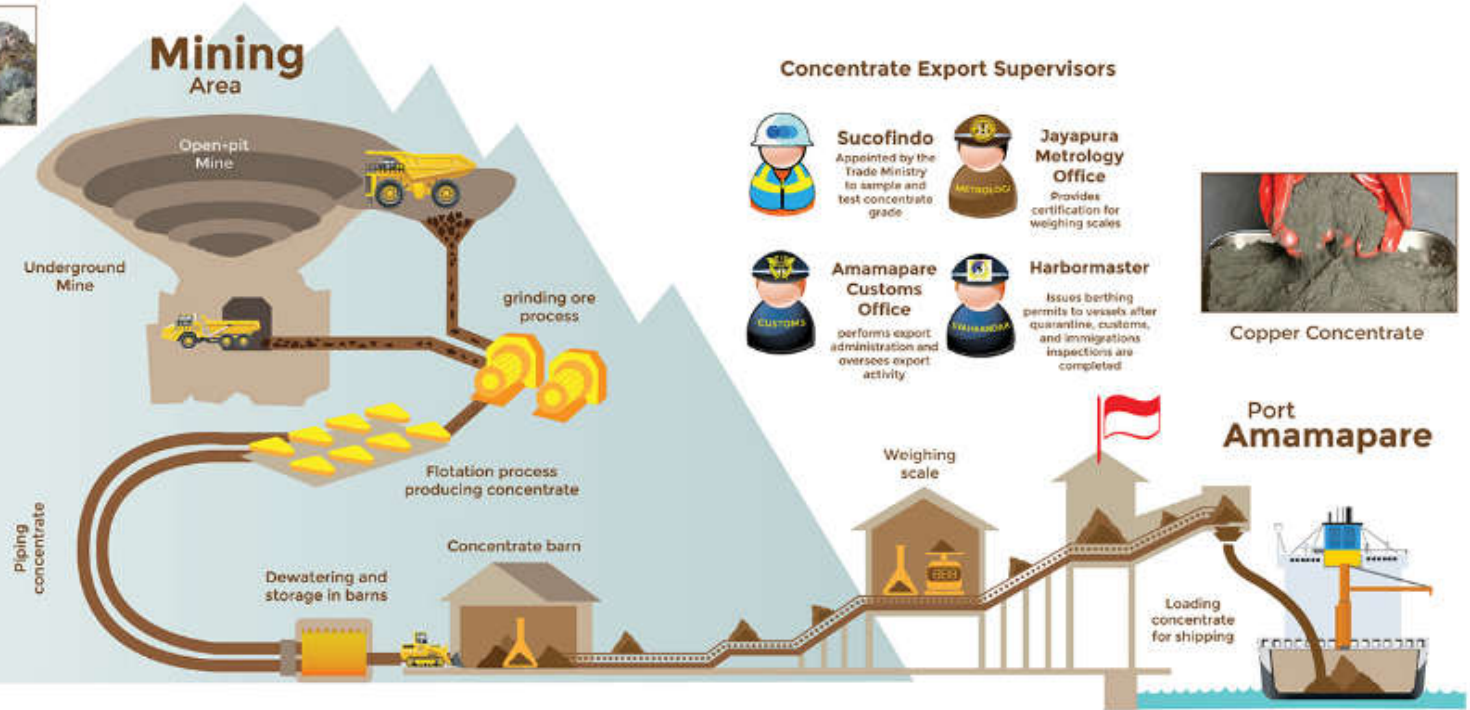 Mining
Area
Open-pit
Mine
Underground
Mine
grinding ore
process
Flotation process
producing concentrate
Piping
concentrate
Dewatering and
storage in barns
Concentrate barn
Concentrate Export Supervisors
Sucofindo
Appointed by the
Trade Ministry
to sample and
test concentrate
grade
METROLOGI
Jayapura
Metrology
Office
Provides
certification for
weighing scales
CUSTOMS
Amamapare
Customs
Office
performs export
administration and
oversees export
activity
SYAHBANDAR
Harbormaster
Issues berthing
permits to vessels after
quarantine, customs,
and immigrations
inspections are
completed
Copper Concentrate
Weighing
scale
888
Port
Amamapare
Loading
concentrate
for shipping